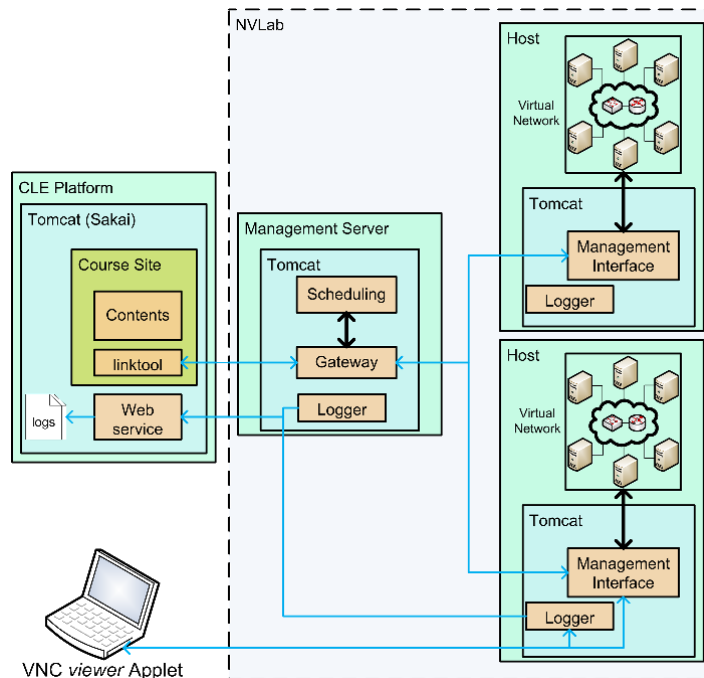 NVLab
Host
Virtual
Network
Tomcat
Management
Interface
Logger
CLE Platform
Tomcat (Sakai)
Course Site
Contents
linktool
logs
Web
service
Management Server
Tomcat
Scheduling
Gateway
Logger
Host
Virtual
Network
Tomcat
Management
Interface
Logger
VNC viewer Applet